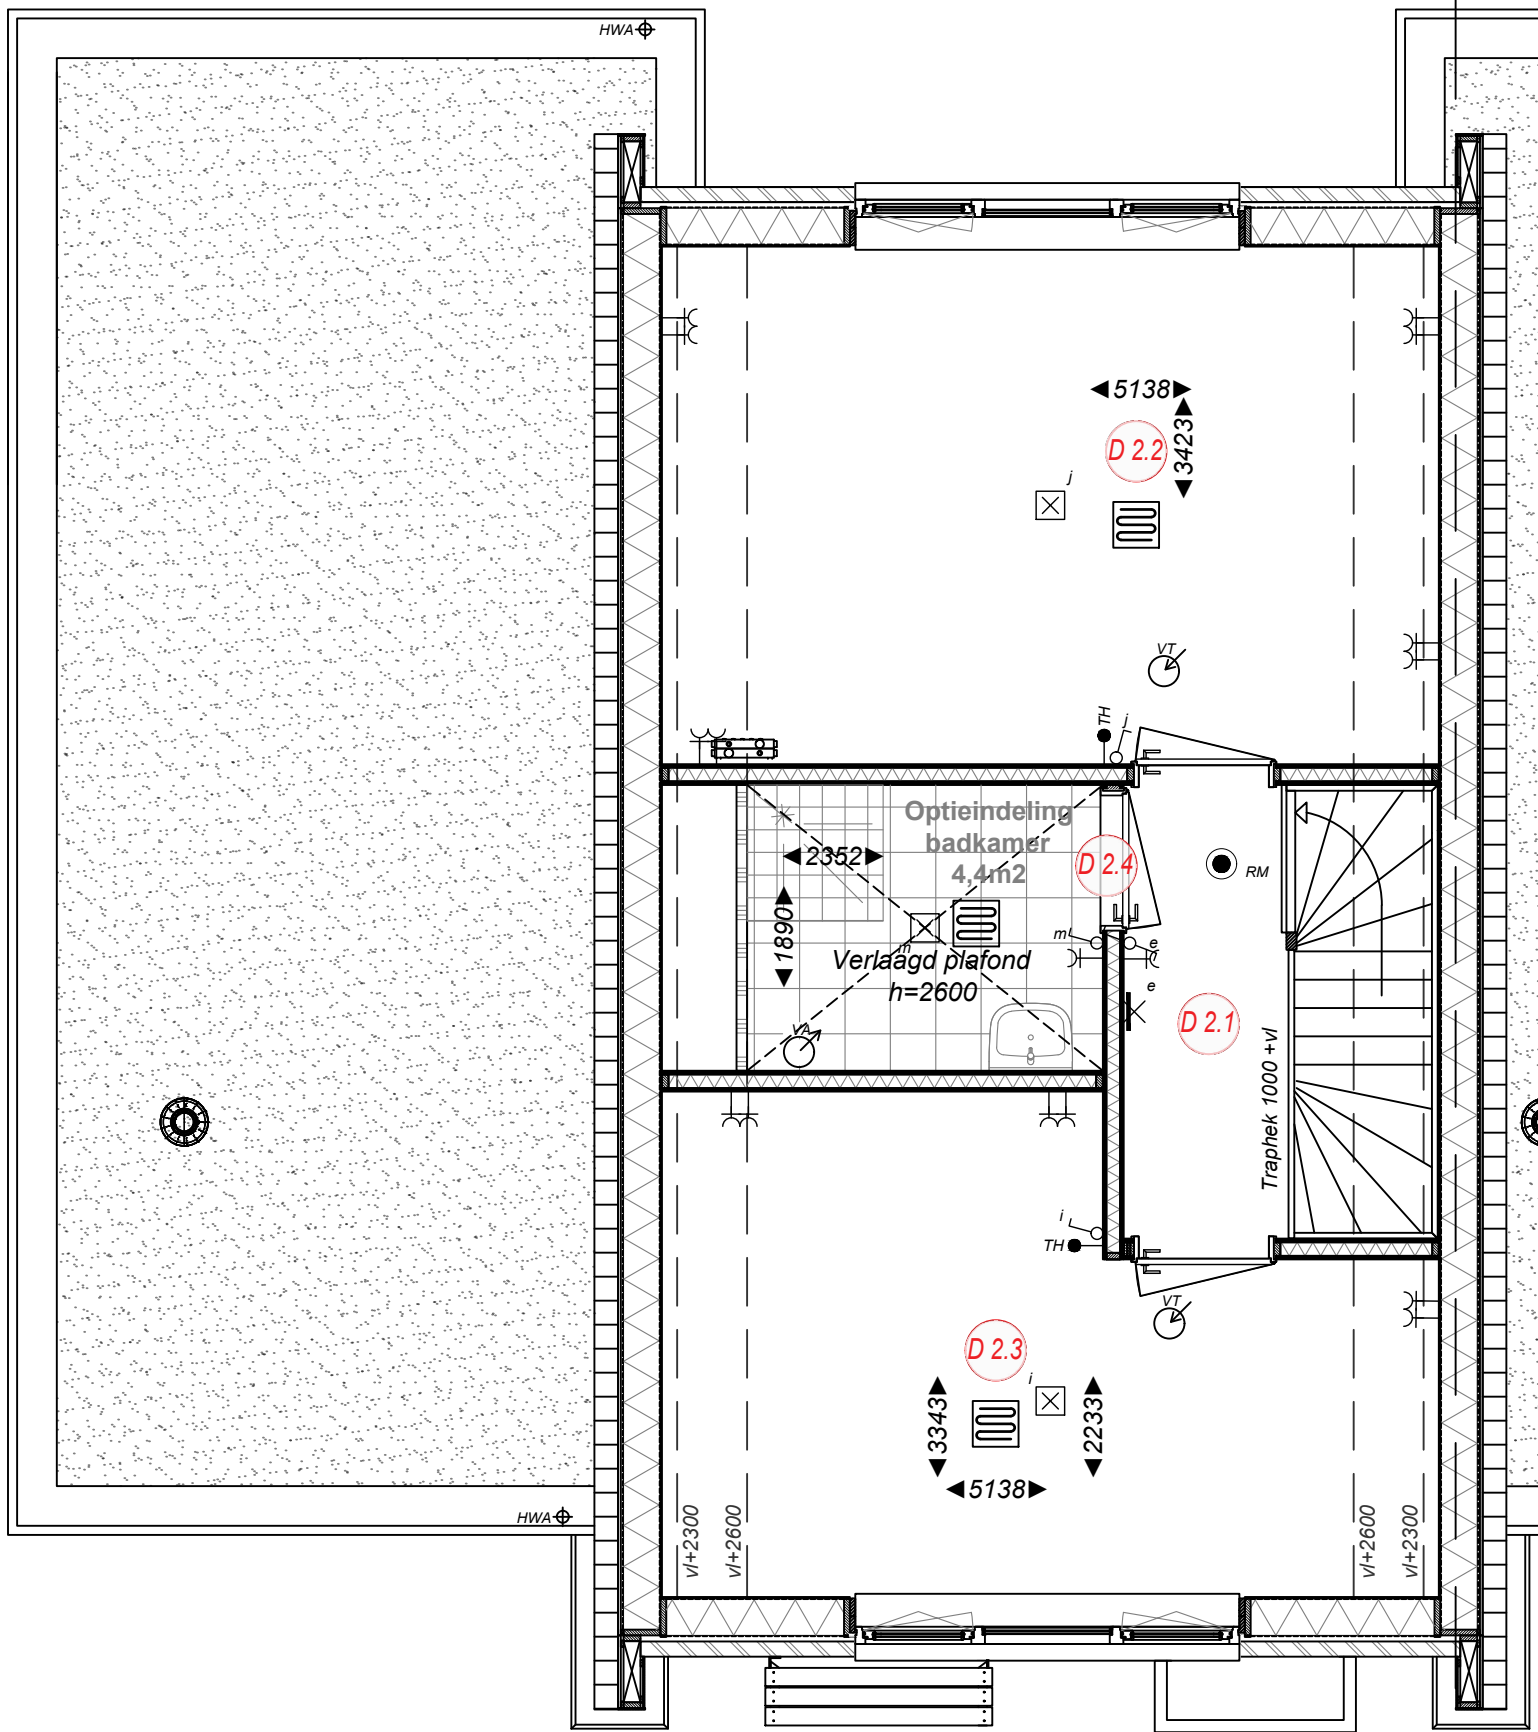 HWA
5138
D 2.2
3423
j
VT
TH
j
Optieindeling
badkamer
4,4m2
2352
D 2.4
RM
1890
m
m
e
Verlaagd plafond
h=2600
e
VA
D 2.1
Traphek 1000 +vl
i
TH
VT
D 2.3
i
3343
2233
5138
HWA
vl+2300
vl+2600
vl+2600
vl+2300